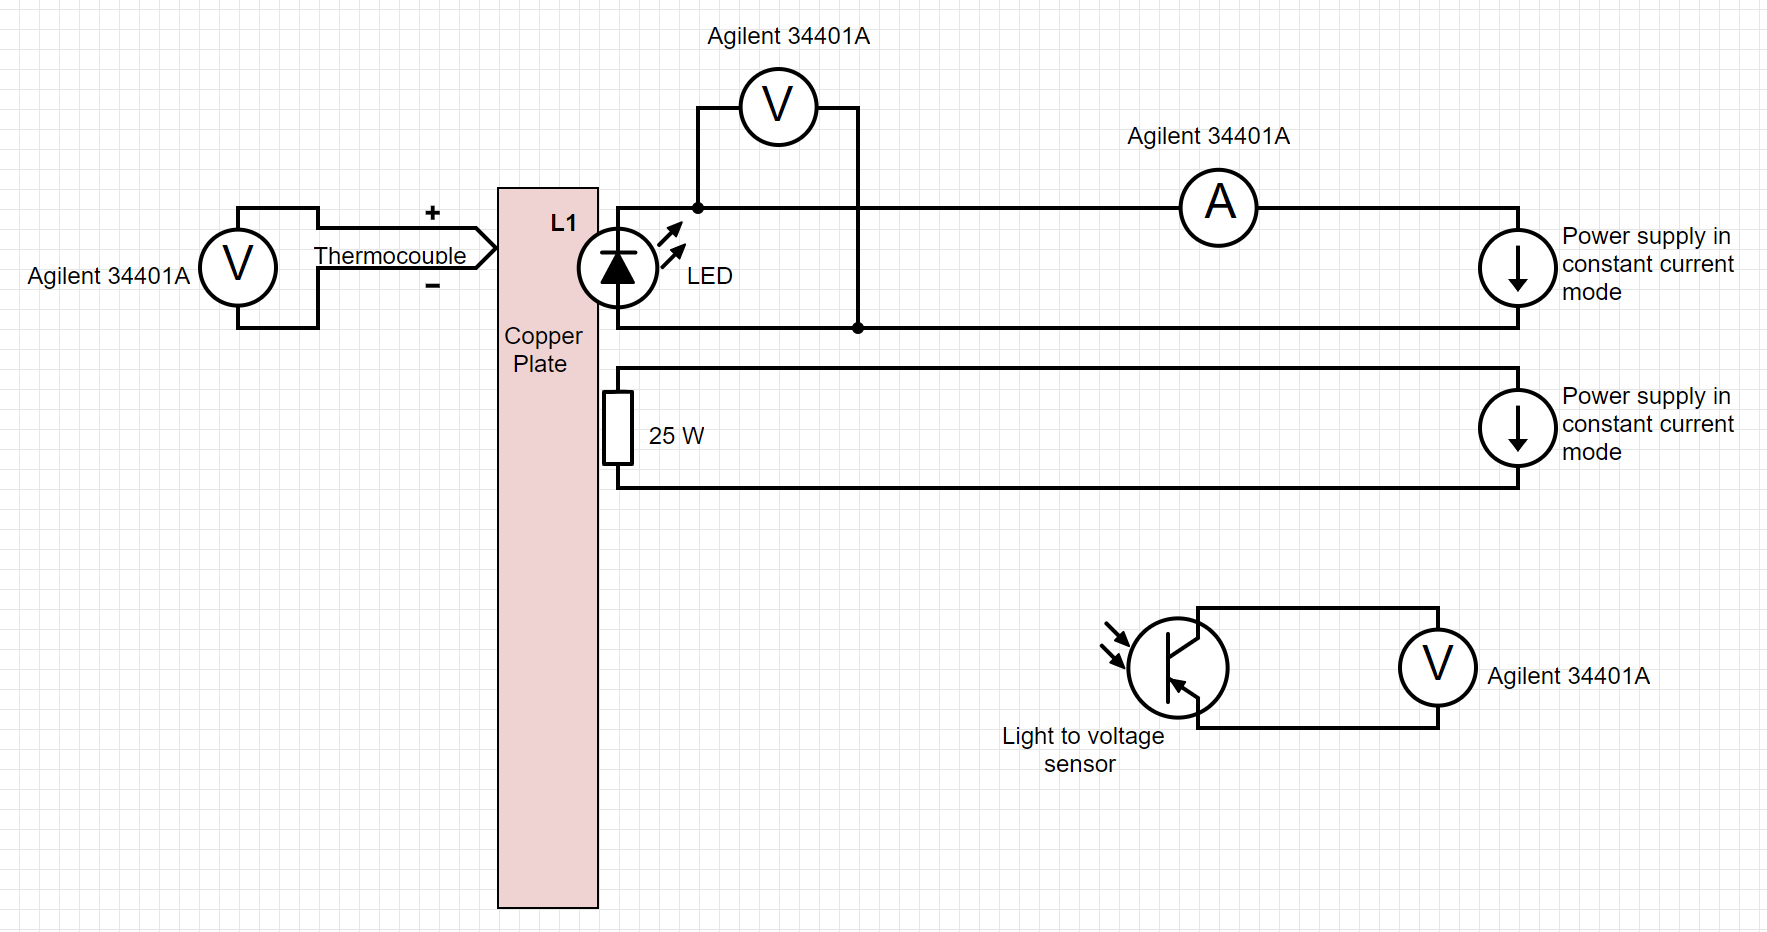 Agilent 34401A
V
Agilent 34401A
A
L1
+
Thermocouple
−
Agilent 34401A
V
LED
Power supply in
constant current
mode
Copper
Plate
25 W
Power supply in
constant current
mode
V
Agilent 34401A
Light to voltage
sensor